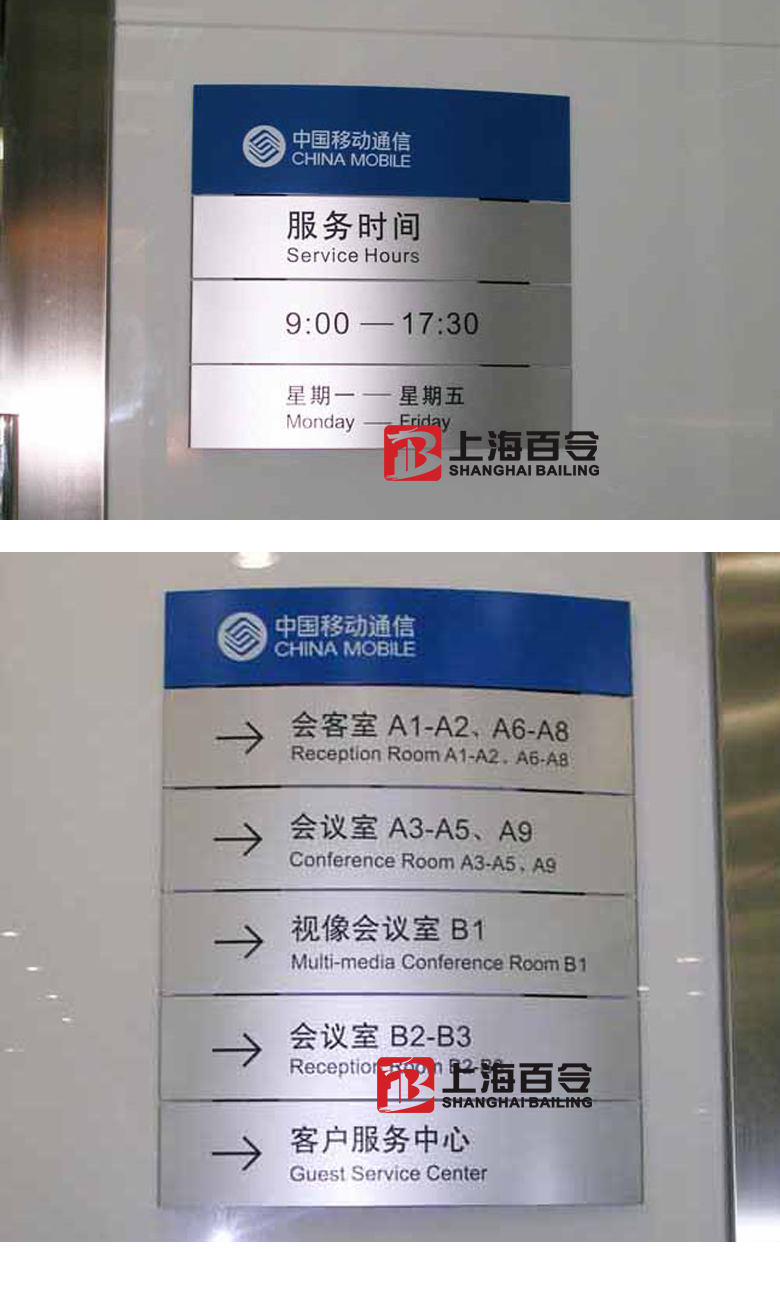 中国移动通信
CHINA MOBILE
服务时间
Service Hours
9:00 — 17:30
星期一 — 星期五
Monday — Friday
上海百令
SHANGHAI BAILING
中国移动通信
CHINA MOBILE
→ 会客室 A1-A2、A6-A8
Reception Room A1-A2、A6-A8
→ 会议室 A3-A5、A9
Conference Room A3-A5、A9
→ 视像会议室 B1
Multi-media Conference Room B1
→ 会议室 B2-B3
Reception Room B2-B3
上海百令
SHANGHAI BAILING
→ 客户服务中心
Guest Service Center